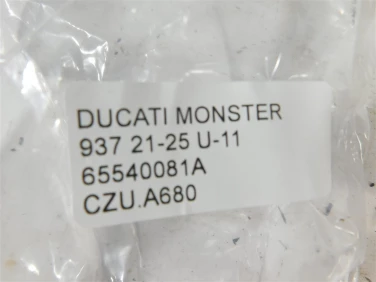 DUCATI MONSTER
937 21-25 U-11
65540081A
CZU.A680